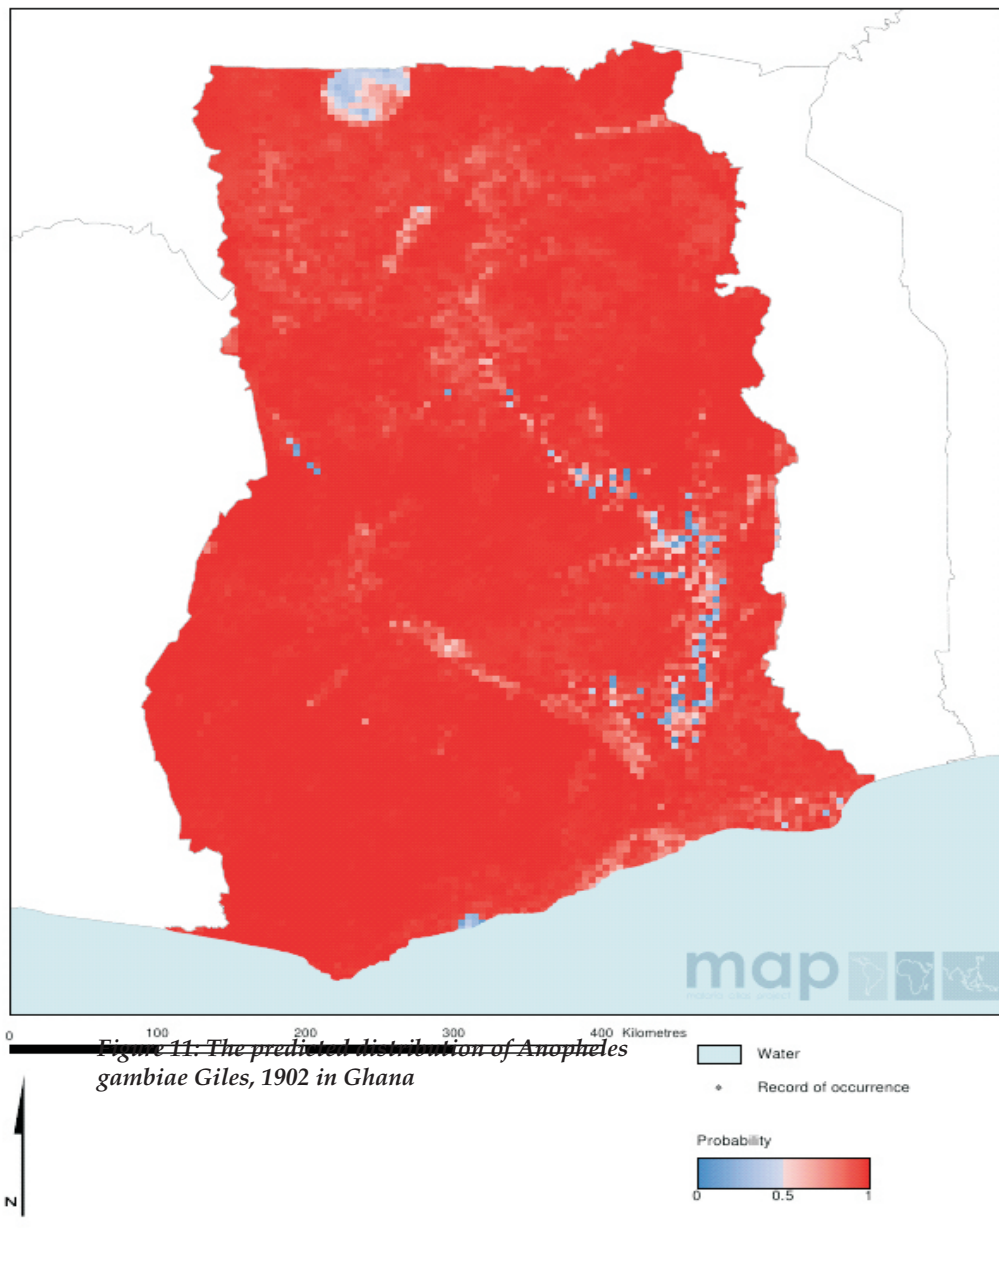 map
0 100 200 300 400 Kilometres
Figure 11: The predicted distribution of Anopheles
gambiae Giles, 1902 in Ghana
Water
Record of occurrence
Probability
0 0.5 1
N